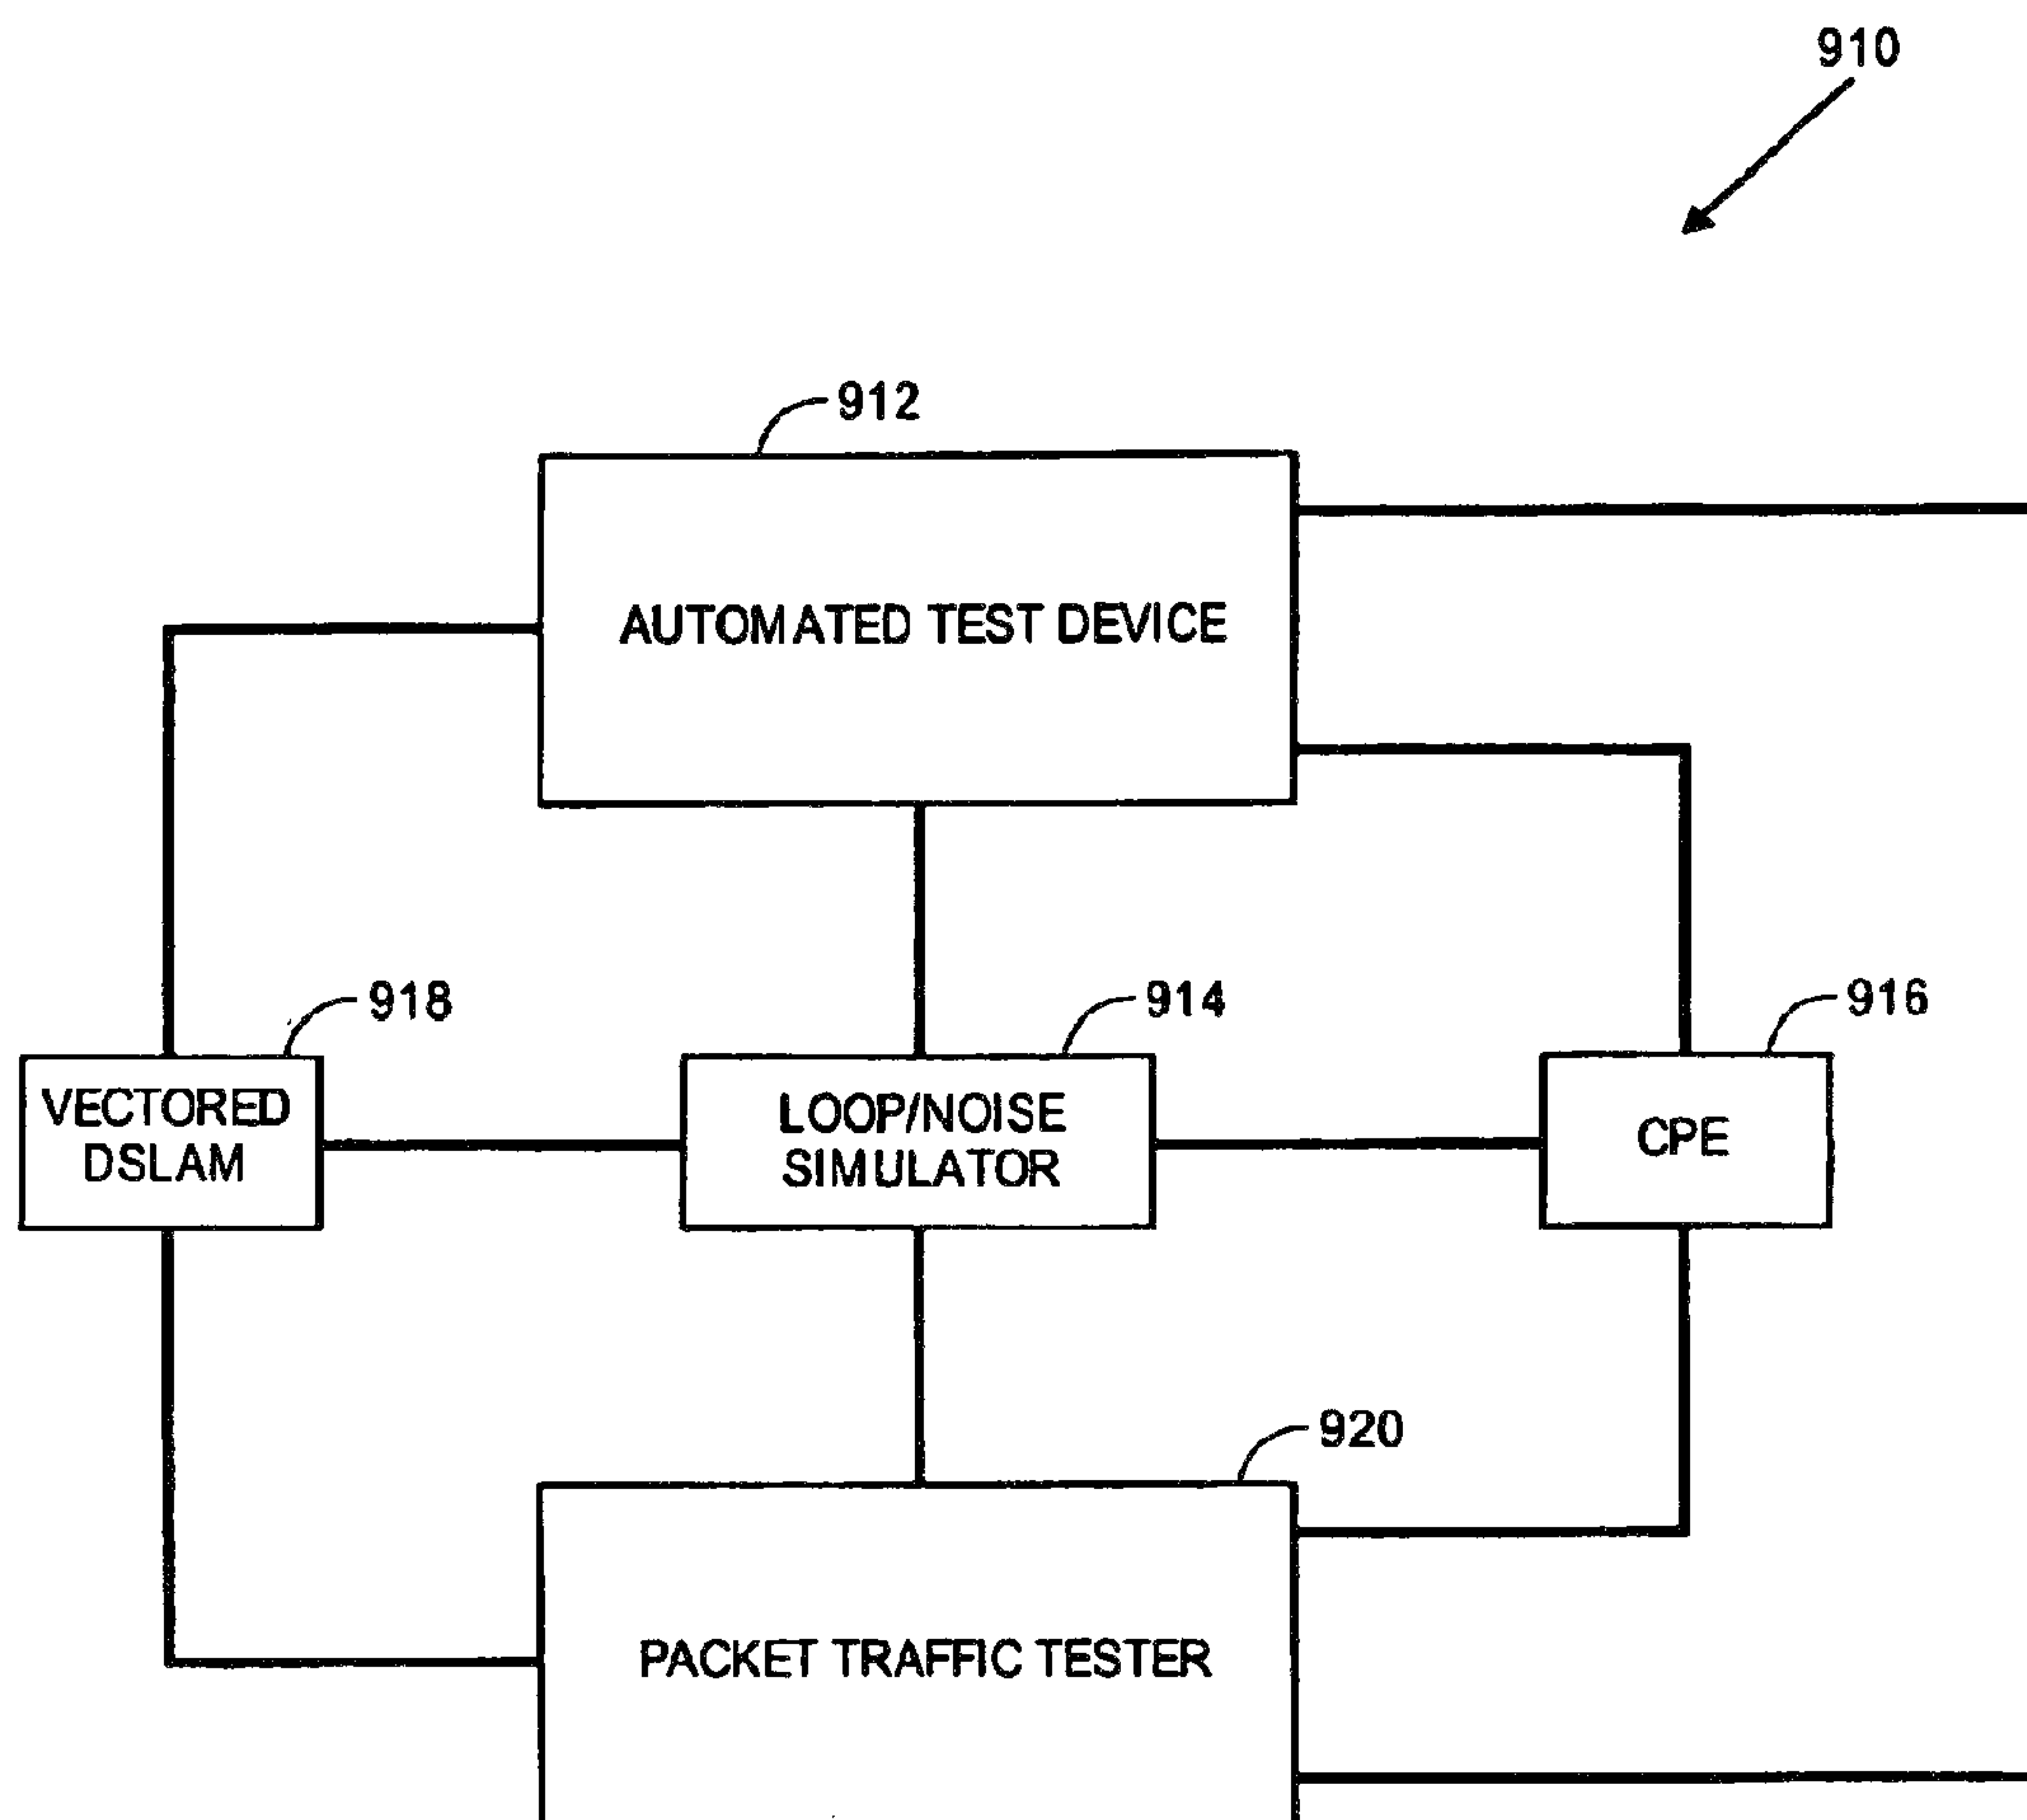 910
912
AUTOMATED TEST DEVICE
918
914
916
VECTORED
DSLAM
LOOP/NOISE
SIMULATOR
CPE
920
PACKET TRAFFIC TESTER